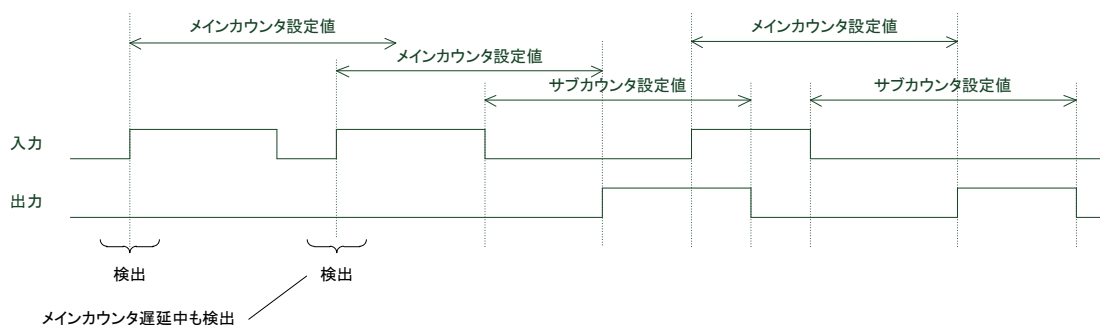 メインカウンタ設定値
メインカウンタ設定値
メインカウンタ設定値
サブカウンタ設定値
サブカウンタ設定値
入力
出力
検出
検出
メインカウンタ遅延中も検出